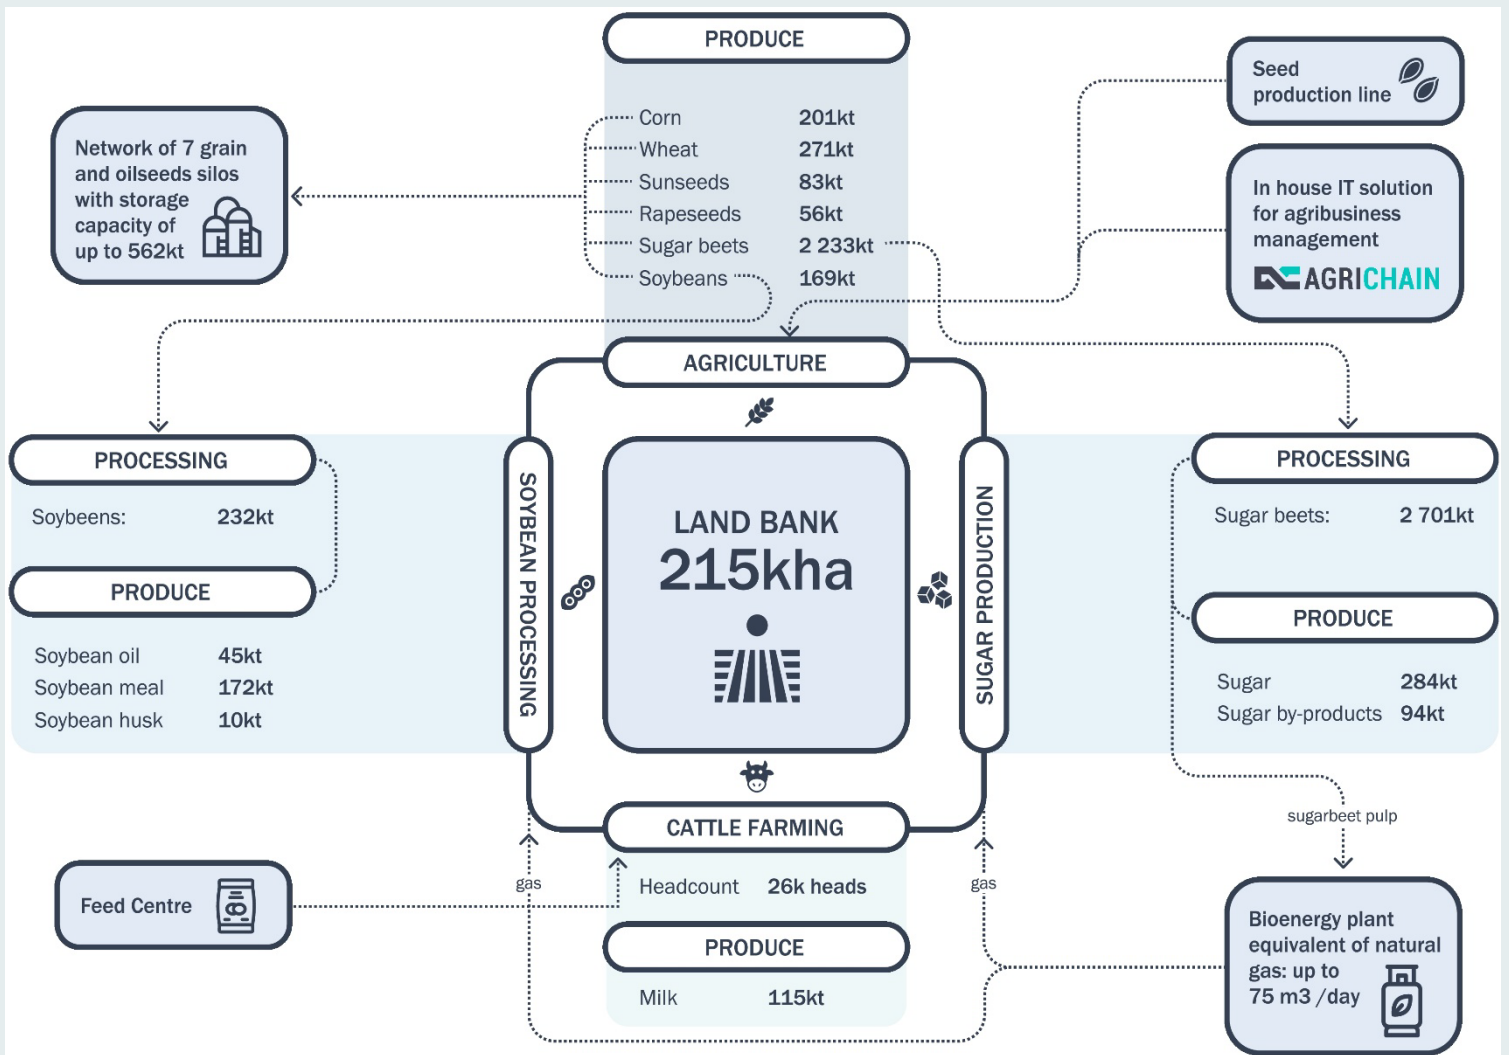 PRODUCE
Corn 201kt
Wheat 271kt
Sunseeds 83kt
Rapeseeds 56kt
Sugar beets 2 233kt
Soybeans 169kt
Network of 7 grain
and oilseeds silos
with storage
capacity of
up to 562kt
Seed
production line
In house IT solution
for agribusiness
management
AGRICHAIN
AGRICULTURE
PROCESSING
Soybeens: 232kt
PRODUCE
Soybean oil 45kt
Soybean meal 172kt
Soybean husk 10kt
SOYBEAN PROCESSING
LAND BANK
215kha
SUGAR PRODUCTION
PROCESSING
Sugar beets: 2 701kt
PRODUCE
Sugar 284kt
Sugar by-products 94kt
sugarbeet pulp
CATTLE FARMING
Headcount 26k heads
PRODUCE
Milk 115kt
Feed Centre
gas
gas
Bioenergy plant
equivalent of natural
gas: up to
75 m3 /day